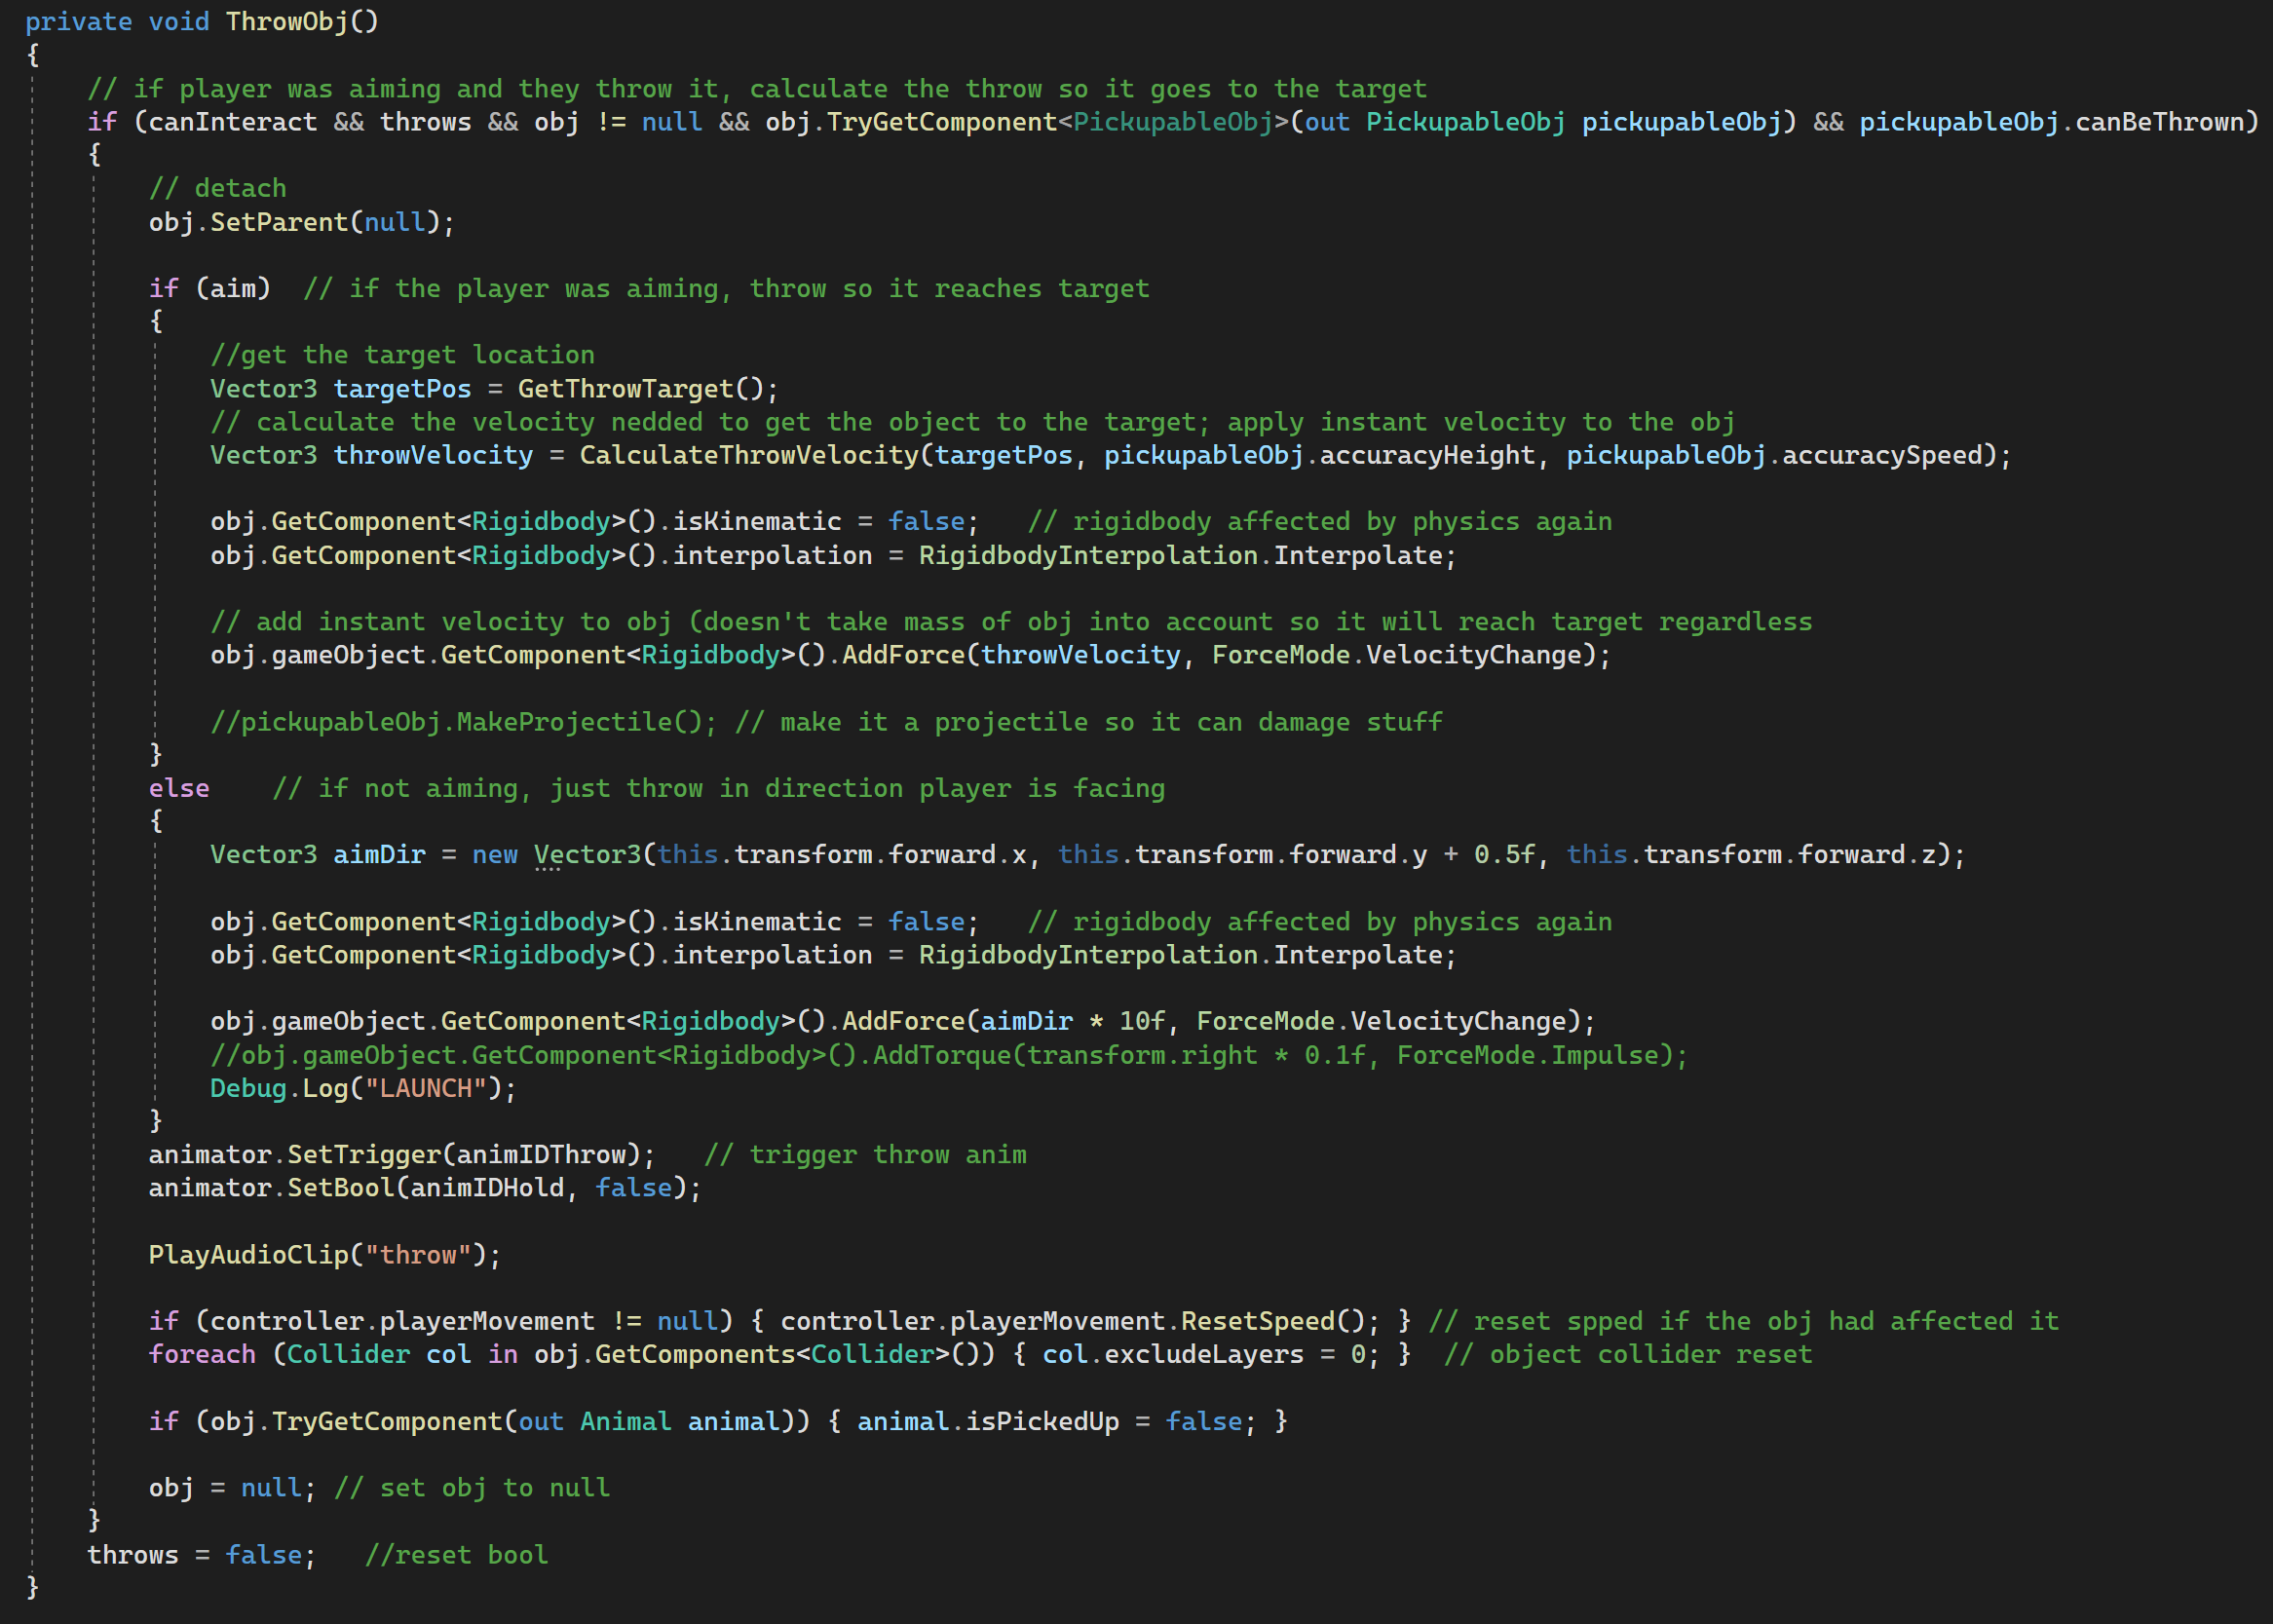 private void ThrowObj()
{
// if player was aiming and they throw it, calculate the throw so it goes to the target
if (canInteract && throws && obj != null && obj.TryGetComponent<PickupableObj>(out PickupableObj pickupableObj) && pickupableObj.canBeThrown)
{
// detach
obj.SetParent(null);
if (aim)  // if the player was aiming, throw so it reaches target
{
//get the target location
Vector3 targetPos = GetThrowTarget();
// calculate the velocity nedded to get the object to the target; apply instant velocity to the obj
Vector3 throwVelocity = CalculateThrowVelocity(targetPos, pickupableObj.accuracyHeight, pickupableObj.accuracySpeed);
obj.GetComponent<Rigidbody>().isKinematic = false;   // rigidbody affected by physics again
obj.GetComponent<Rigidbody>().interpolation = RigidbodyInterpolation.Interpolate;
// add instant velocity to obj (doesn't take mass of obj into account so it will reach target regardless
obj.gameObject.GetComponent<Rigidbody>().AddForce(throwVelocity, ForceMode.VelocityChange);
//pickupableObj.MakeProjectile(); // make it a projectile so it can damage stuff
}
else    // if not aiming, just throw in direction player is facing
{
Vector3 aimDir = new Vector3(this.transform.forward.x, this.transform.forward.y + 0.5f, this.transform.forward.z);
obj.GetComponent<Rigidbody>().isKinematic = false;   // rigidbody affected by physics again
obj.GetComponent<Rigidbody>().interpolation = RigidbodyInterpolation.Interpolate;
obj.gameObject.GetComponent<Rigidbody>().AddForce(aimDir * 10f, ForceMode.VelocityChange);
//obj.gameObject.GetComponent<Rigidbody>().AddTorque(transform.right * 0.1f, ForceMode.Impulse);
Debug.Log("LAUNCH");
}
animator.SetTrigger(animIDThrow);   // trigger throw anim
animator.SetBool(animIDHold, false);
PlayAudioClip("throw");
if (controller.playerMovement != null) { controller.playerMovement.ResetSpeed(); } // reset spped if the obj had affected it
foreach (Collider col in obj.GetComponents<Collider>()) { col.excludeLayers = 0; }  // object collider reset
if (obj.TryGetComponent(out Animal animal)) { animal.isPickedUp = false; }
obj = null; // set obj to null
}
throws = false;   //reset bool
}